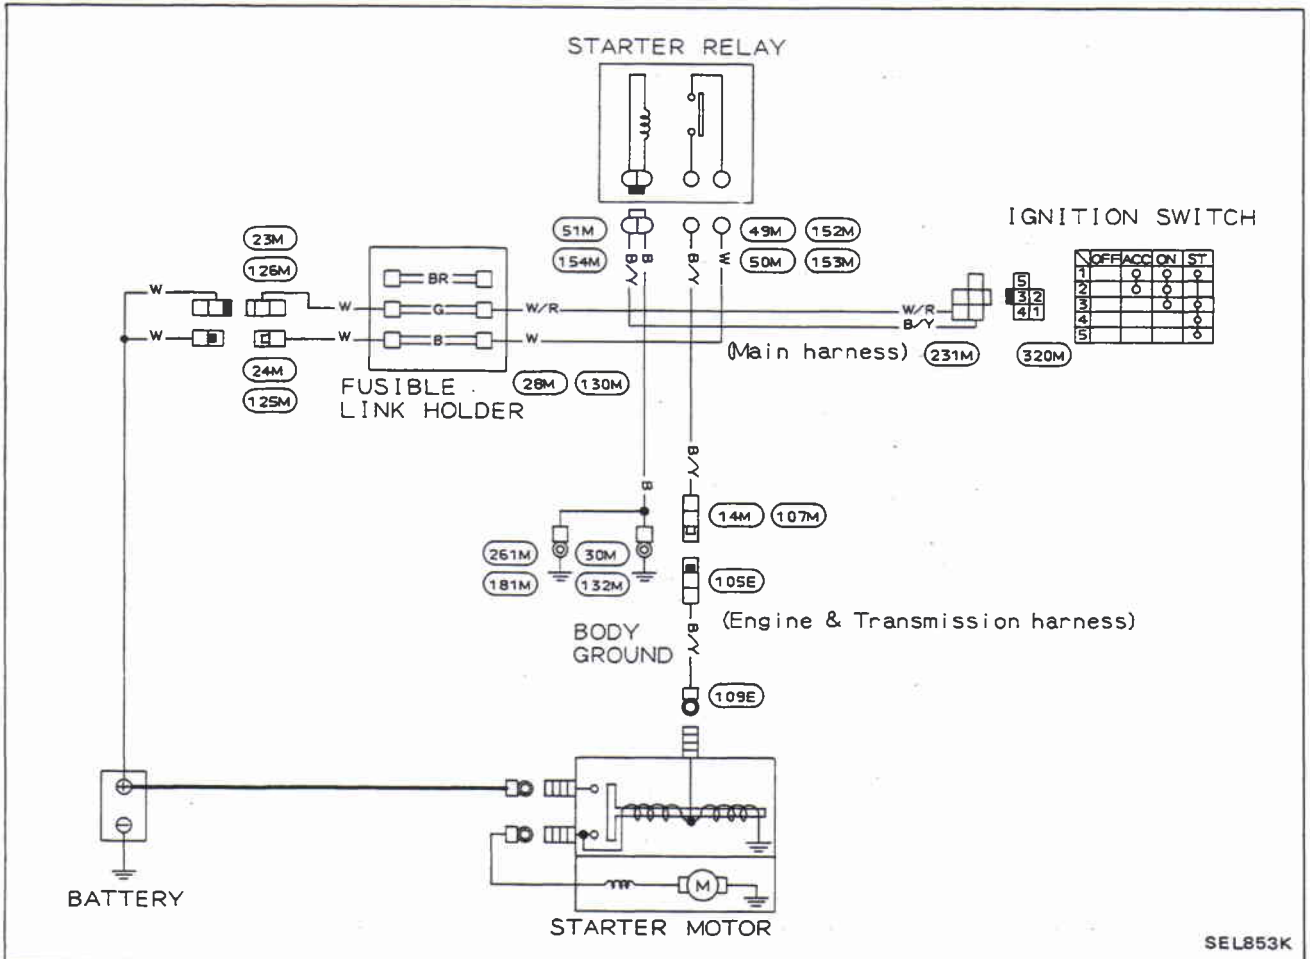 STARTER RELAY
IGNITION SWITCH
OFF ACC ON ST
1
2
3
4
5
51M
154M
49M 152M
50M 153M
B/Y
B
B/Y
W
23M
126M
W
W
BR
G
W/R
W/R
B/Y
5
3 2
4 1
W
W
B
W
(Main harness)
231M
320M
24M
125M
FUSIBLE
LINK HOLDER
28M 130M
B/Y
B
14M 107M
261M
181M
30M
132M
105E
(Engine & Transmission harness)
B/Y
BODY
GROUND
109E
M
BATTERY
STARTER MOTOR
SEL853K